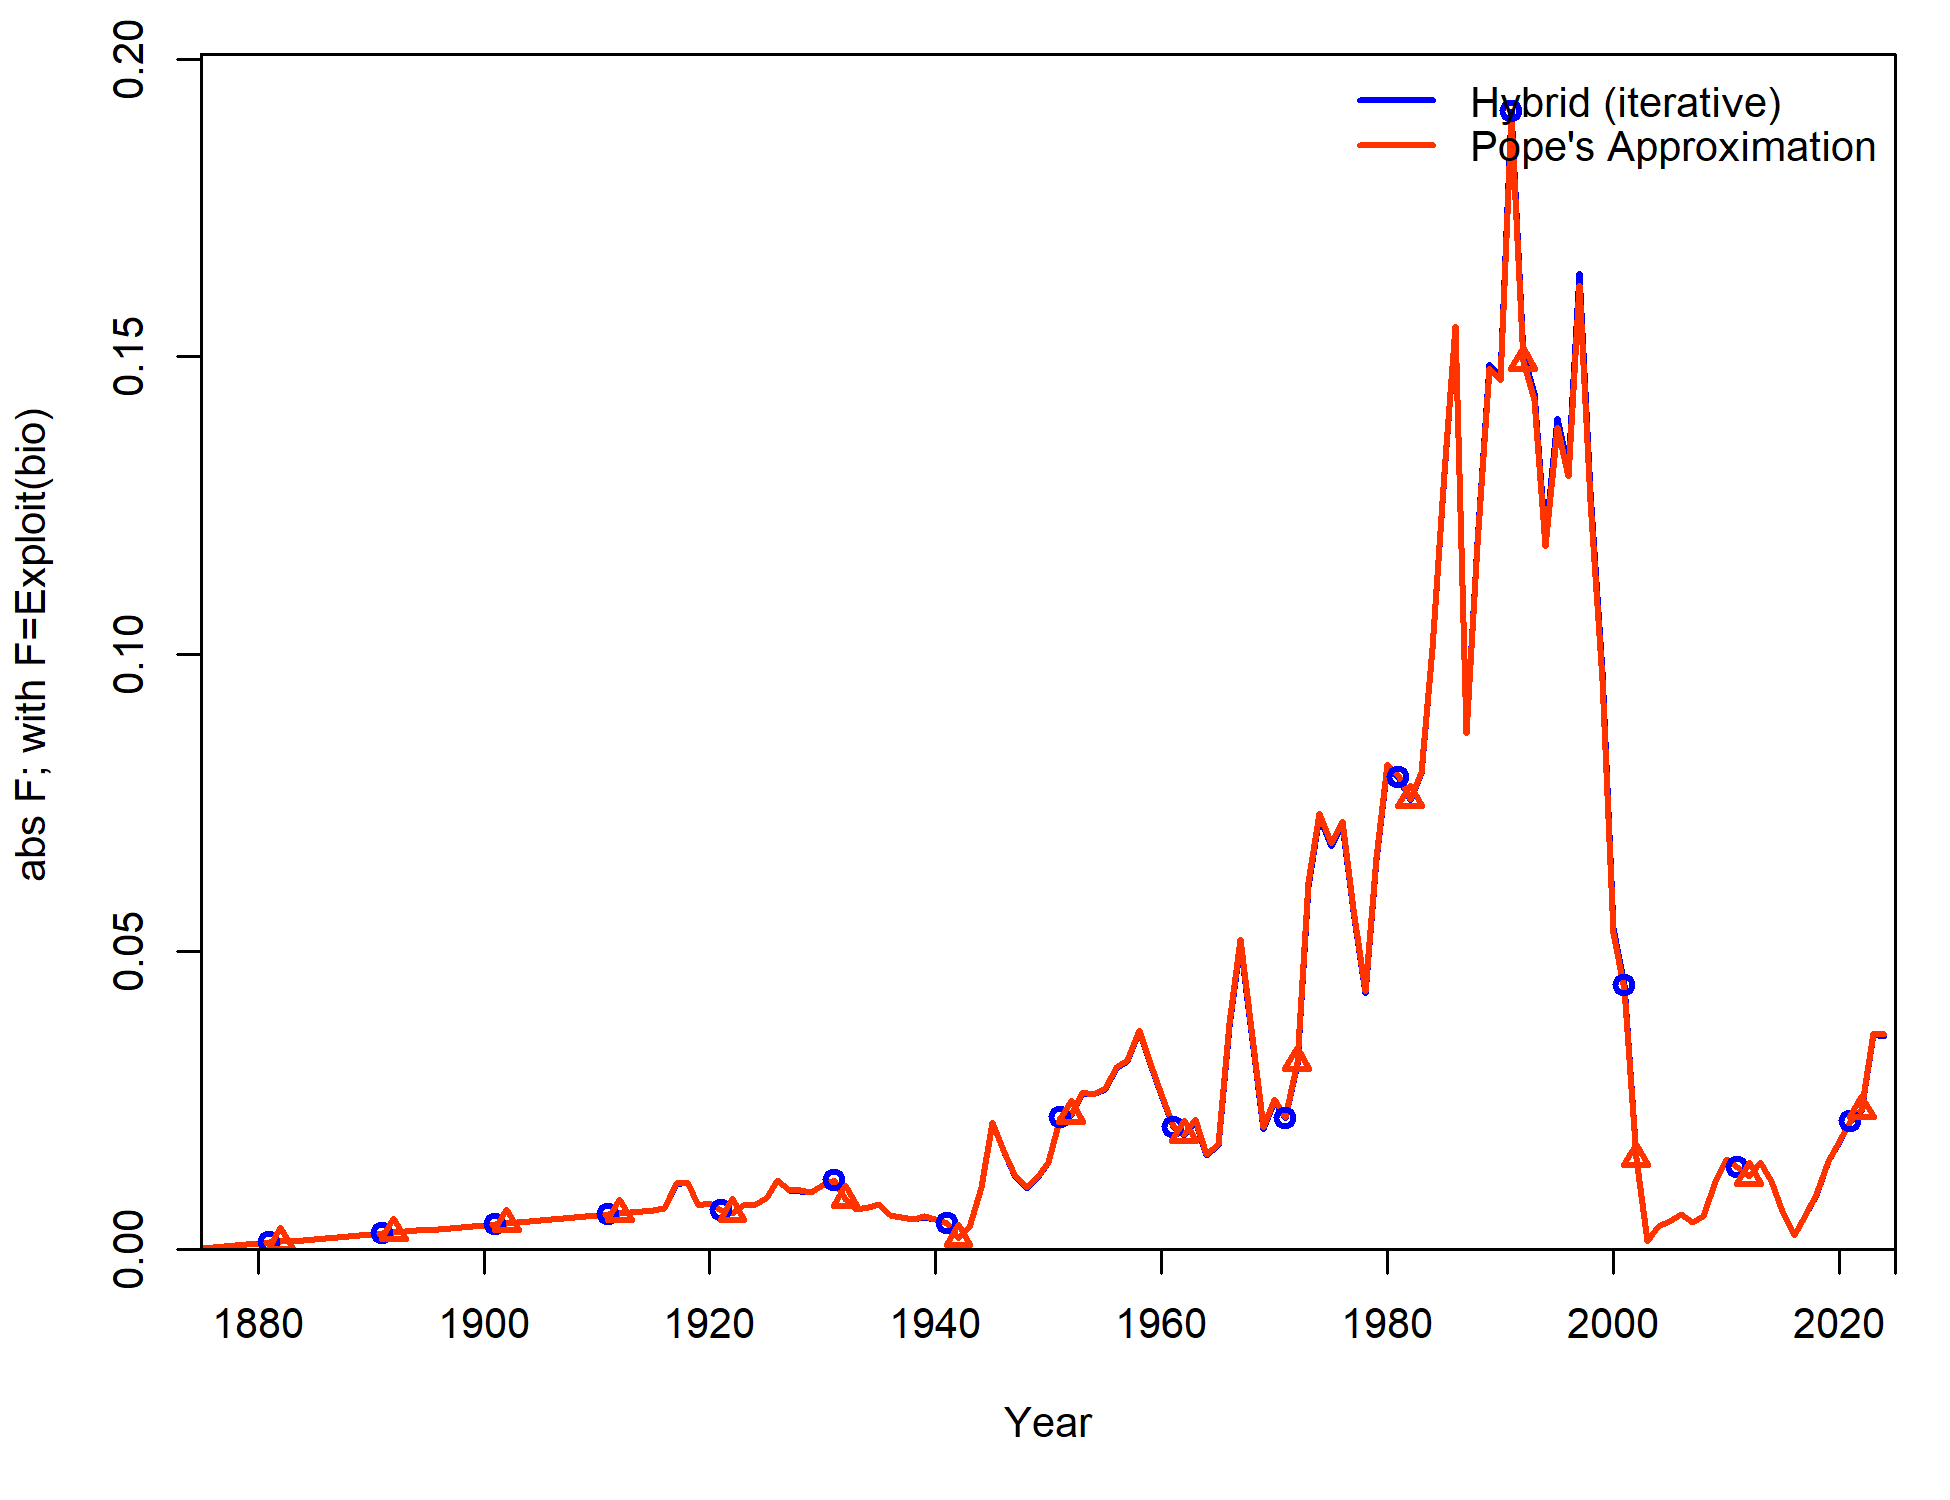 Hybrid (iterative)
Pope's Approximation
abs F; with F=Exploit(bio)
0.20
0.15
0.10
0.05
0.00
1880 1900 1920 1940 1960 1980 2000 2020
Year